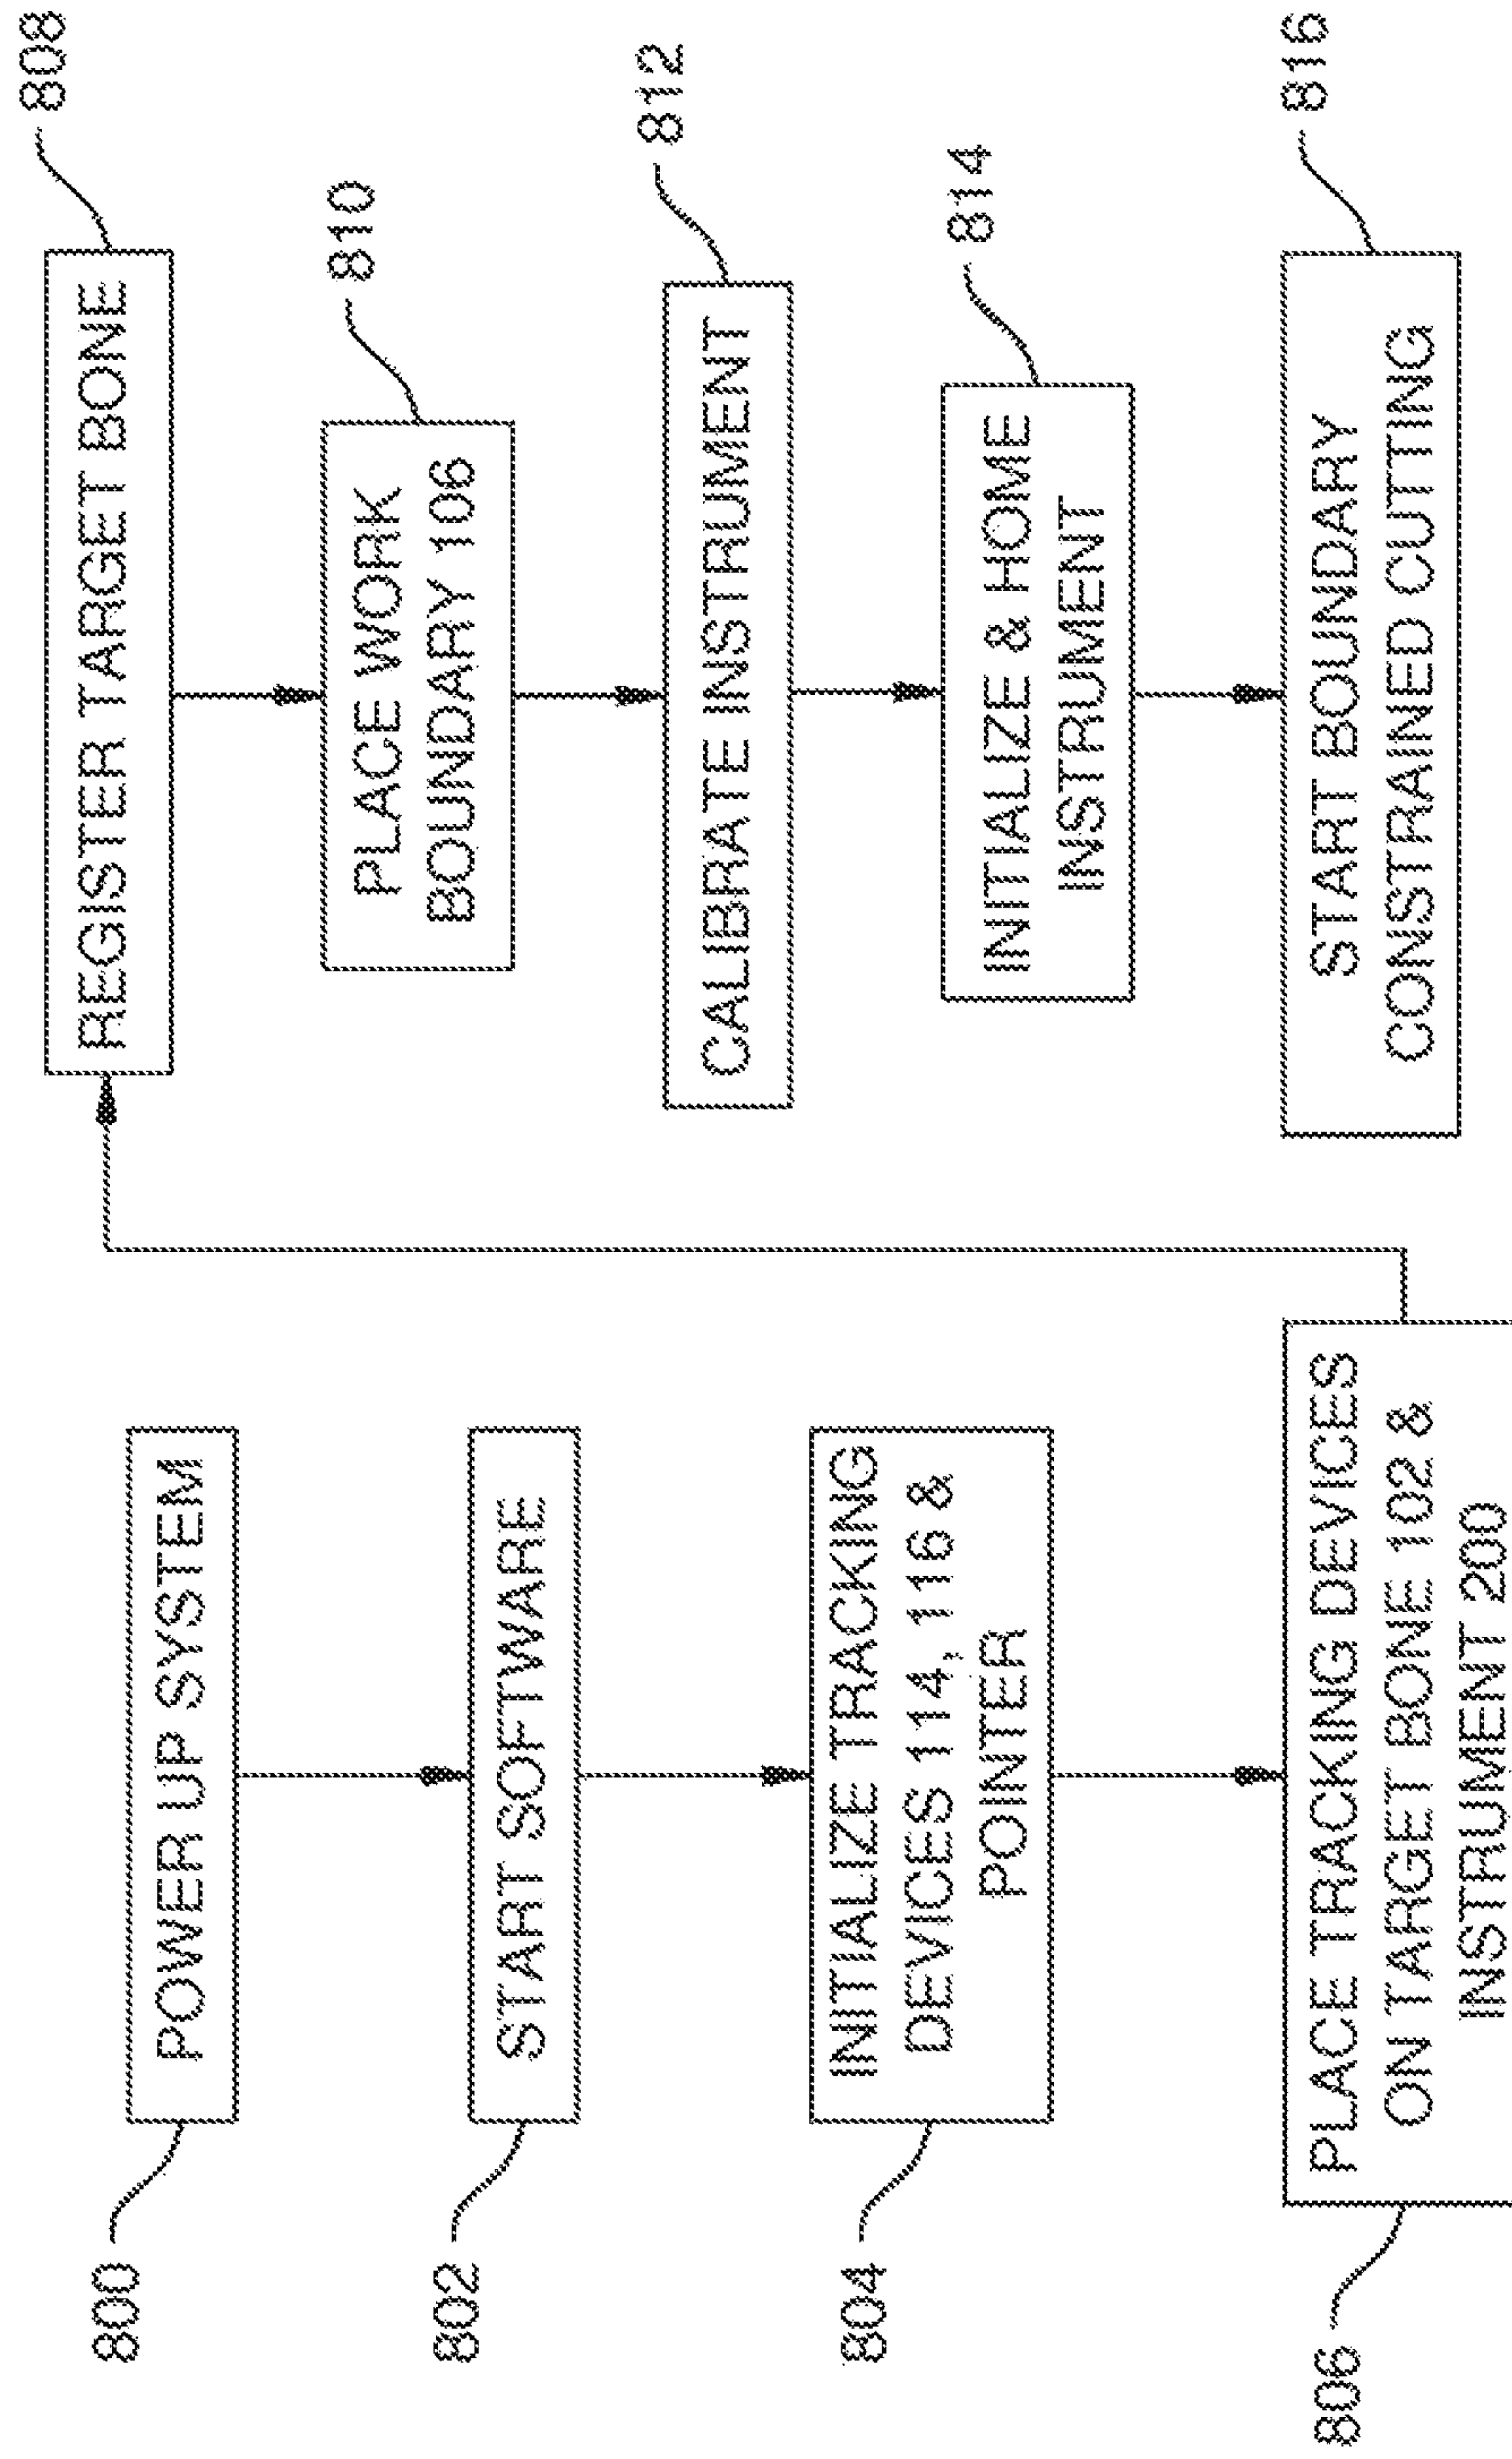 800
POWER UP SYSTEM
802
START SOFTWARE
804
INITIALIZE TRACKING
DEVICES 114, 116 &
POINTER
806
PLACE TRACKING DEVICES
ON TARGET BONE 102 &
INSTRUMENT 200
808
REGISTER TARGET BONE
810
PLACE WORK
BOUNDARY 106
812
CALIBRATE INSTRUMENT
814
INITIALIZE & HOME
INSTRUMENT
816
START BOUNDARY
CONSTRAINED CUTTING